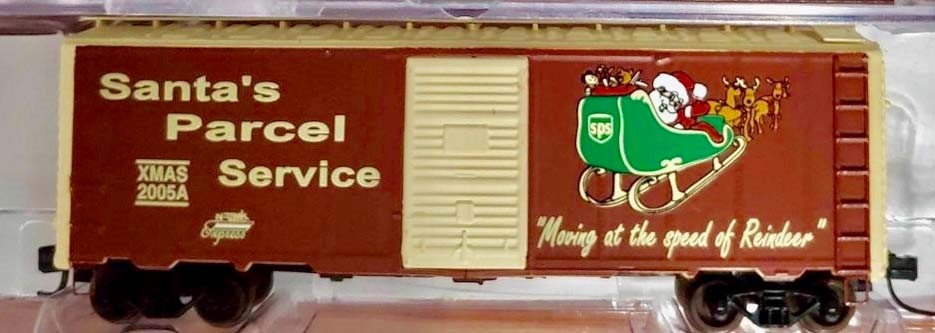 Santa's
Parcel
Service
XMAS
2005A
Express
SPS
"Moving at the speed of Reindeer"